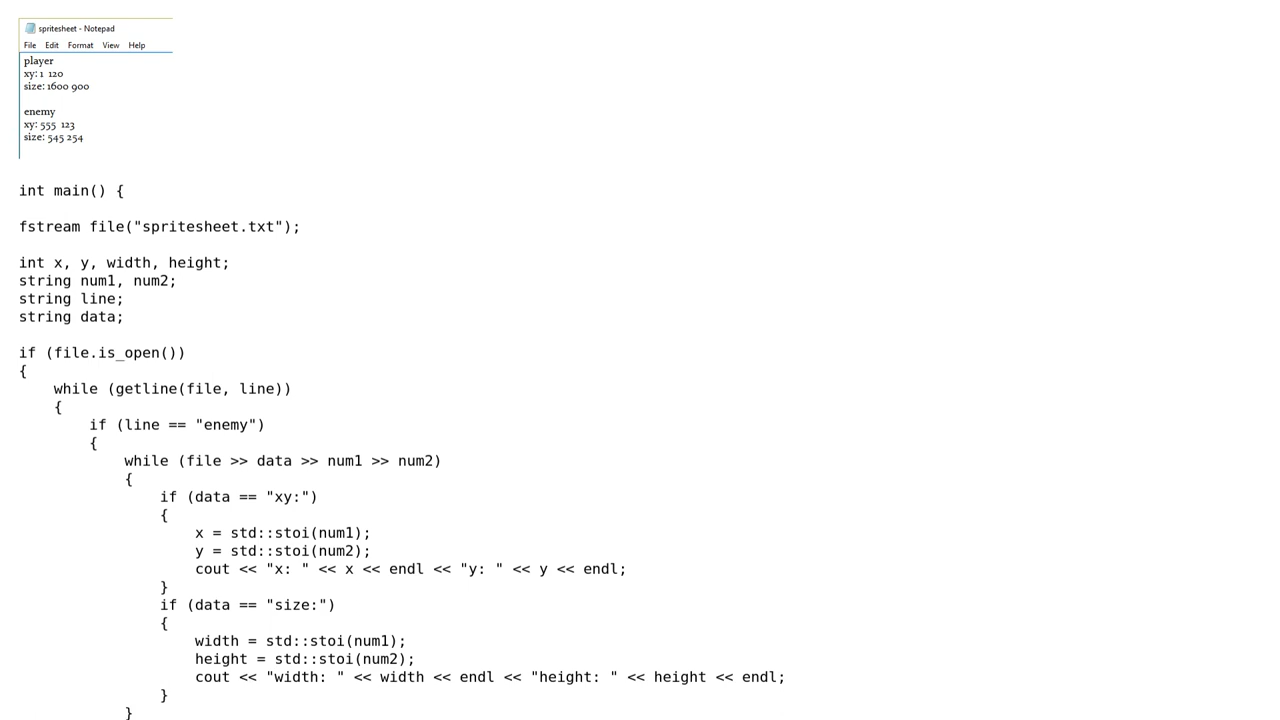 spritesheet - Notepad
File Edit Format View Help
player
xy: 1 120
size: 1600 900
enemy
xy: 555 123
size: 545 254
int main() {
fstream file("spritesheet.txt");
int x, y, width, height;
string num1, num2;
string line;
string data;
if (file.is_open())
{
    while (getline(file, line))
    {
        if (line == "enemy")
        {
            while (file >> data >> num1 >> num2)
            {
                if (data == "xy:")
                {
                    x = std::stoi(num1);
                    y = std::stoi(num2);
                    cout << "x: " << x << endl << "y: " << y << endl;
                }
                if (data == "size:")
                {
                    width = std::stoi(num1);
                    height = std::stoi(num2);
                    cout << "width: " << width << endl << "height: " << height << endl;
                }
            }